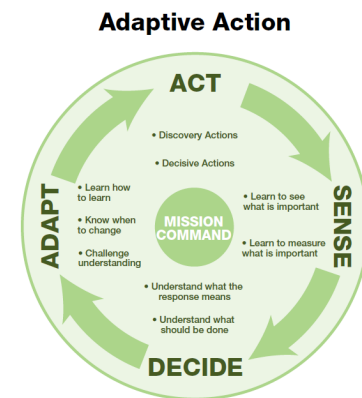 Adaptive Action
ACT
• Discovery Actions
• Decisive Actions
SENSE
• Learn to see
what is important
• Learn to measure
what is important
DECIDE
• Understand what the
response means
• Understand what
should be done
ADAPT
• Learn how
to learn
• Know when
to change
• Challenge
understanding
MISSION
COMMAND